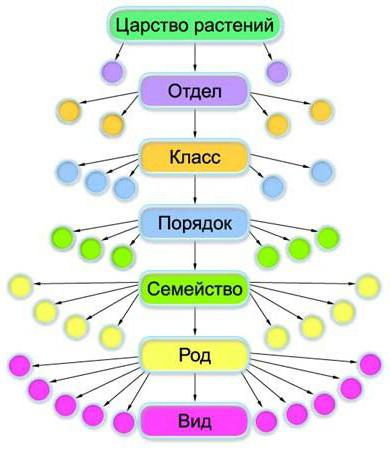 Царство растений
Отдел
Класс
Порядок
Семейство
Род
Вид